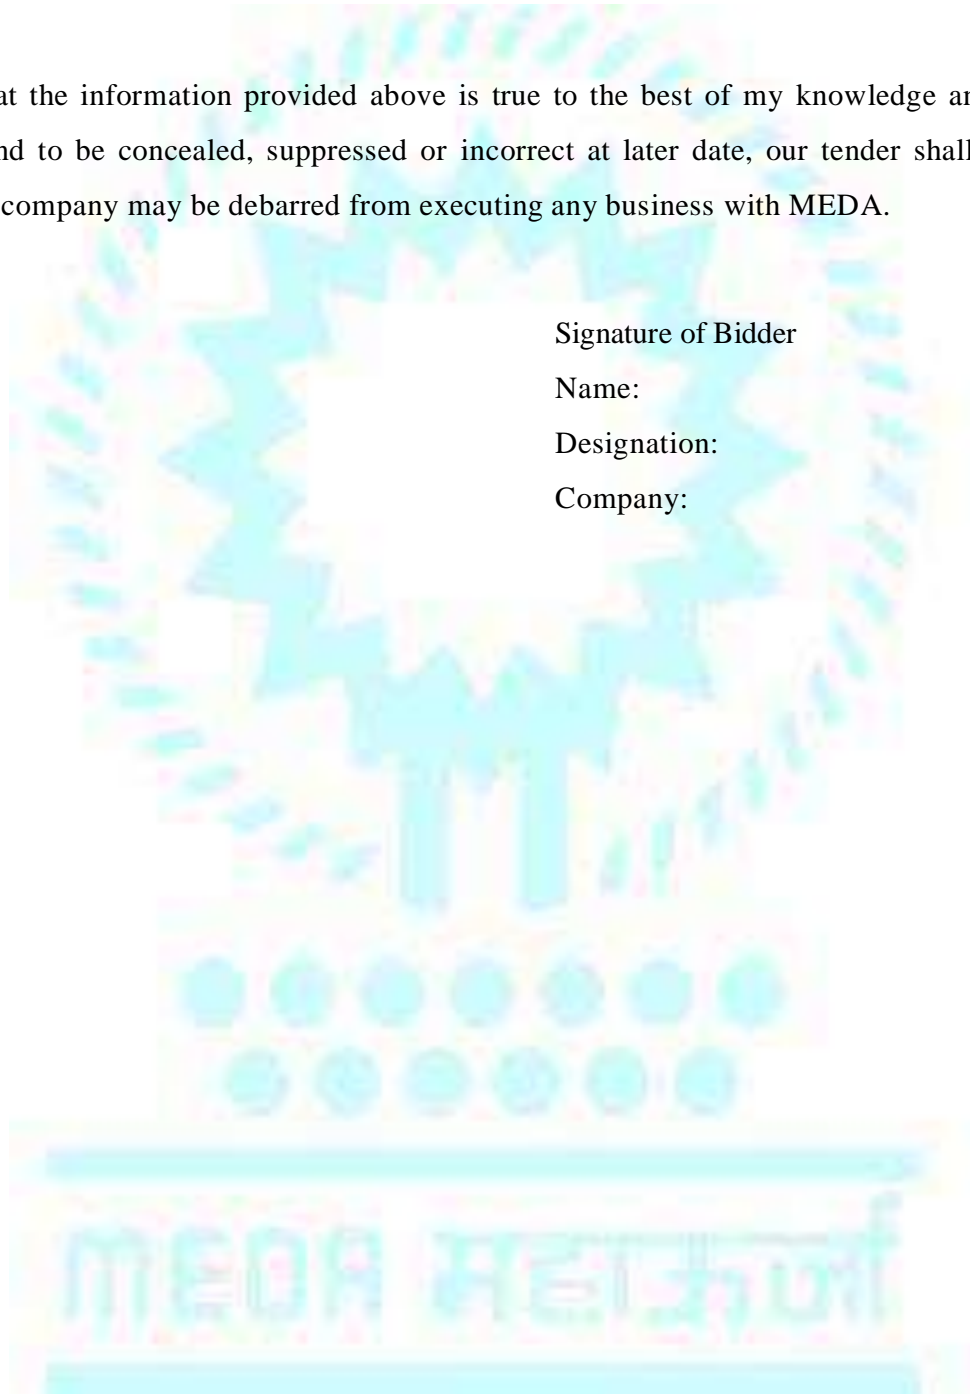 at the information provided above is true to the best of my knowledge an
nd to be concealed, suppressed or incorrect at later date, our tender shall
company may be debarred from executing any business with MEDA.
Signature of Bidder
Name:
Designation:
Company:
MEDA महाऊर्जा